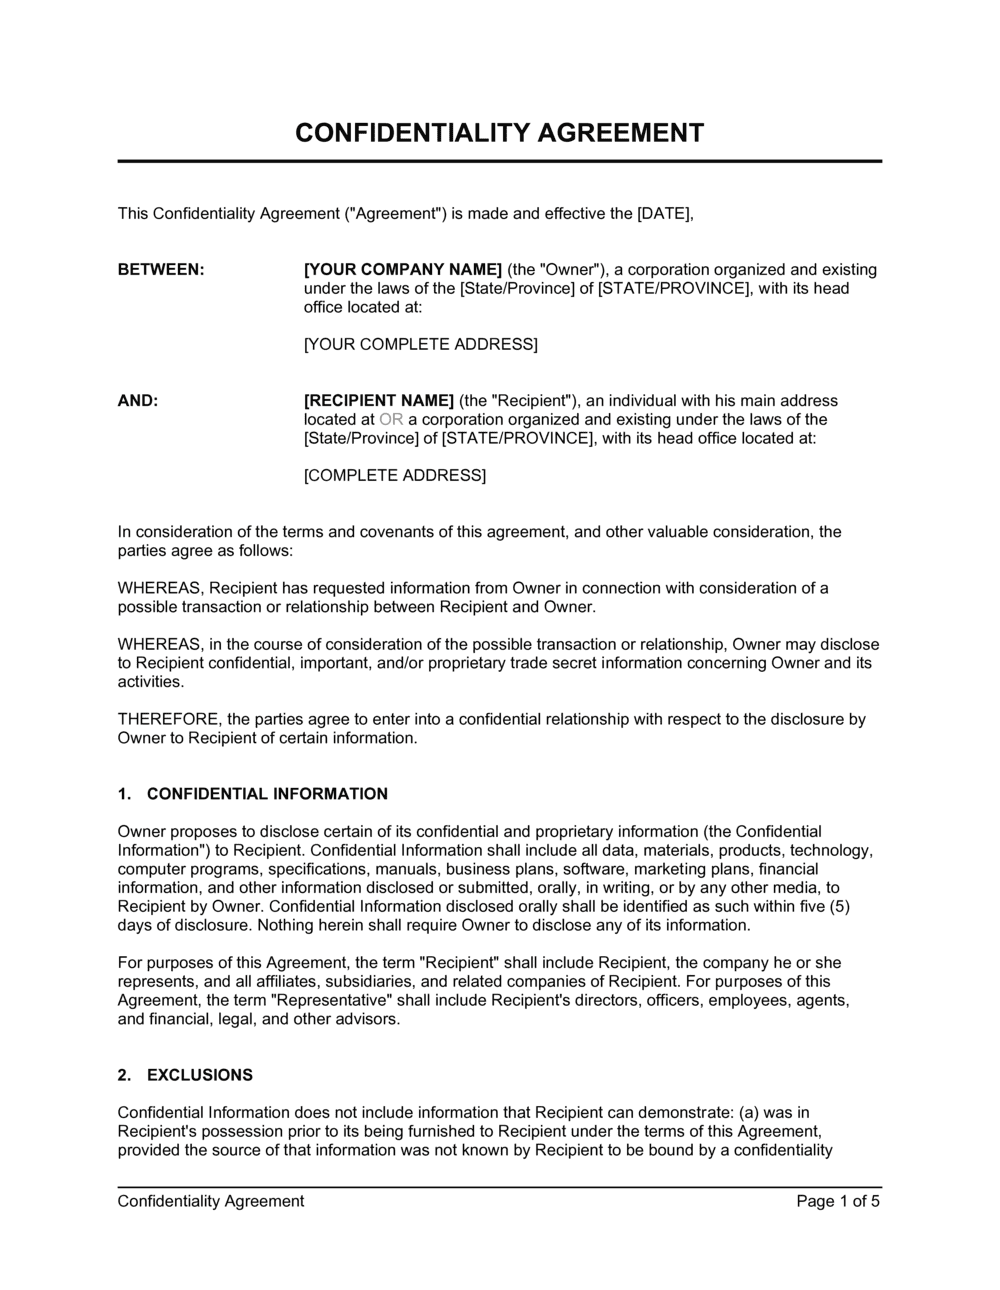 CONFIDENTIALITY AGREEMENT
This Confidentiality Agreement ("Agreement") is made and effective the [DATE],
BETWEEN:
[YOUR COMPANY NAME] (the "Owner"), a corporation organized and existing
under the laws of the [State/Province] of [STATE/PROVINCE], with its head
office located at:
[YOUR COMPLETE ADDRESS]
AND:
[RECIPIENT NAME] (the "Recipient"), an individual with his main address
located at OR a corporation organized and existing under the laws of the
[State/Province] of [STATE/PROVINCE], with its head office located at:
[COMPLETE ADDRESS]
In consideration of the terms and covenants of this agreement, and other valuable consideration, the
parties agree as follows:
WHEREAS, Recipient has requested information from Owner in connection with consideration of a
possible transaction or relationship between Recipient and Owner.
WHEREAS, in the course of consideration of the possible transaction or relationship, Owner may disclose
to Recipient confidential, important, and/or proprietary trade secret information concerning Owner and its
activities.
THEREFORE, the parties agree to enter into a confidential relationship with respect to the disclosure by
Owner to Recipient of certain information.
1. CONFIDENTIAL INFORMATION
Owner proposes to disclose certain of its confidential and proprietary information (the Confidential
Information") to Recipient. Confidential Information shall include all data, materials, products, technology,
computer programs, specifications, manuals, business plans, software, marketing plans, financial
information, and other information disclosed or submitted, orally, in writing, or by any other media, to
Recipient by Owner. Confidential Information disclosed orally shall be identified as such within five (5)
days of disclosure. Nothing herein shall require Owner to disclose any of its information.
For purposes of this Agreement, the term "Recipient" shall include Recipient, the company he or she
represents, and all affiliates, subsidiaries, and related companies of Recipient. For purposes of this
Agreement, the term "Representative" shall include Recipient's directors, officers, employees, agents,
and financial, legal, and other advisors.
2. EXCLUSIONS
Confidential Information does not include information that Recipient can demonstrate: (a) was in
Recipient's possession prior to its being furnished to Recipient under the terms of this Agreement,
provided the source of that information was not known by Recipient to be bound by a confidentiality
Confidentiality Agreement
Page 1 of 5